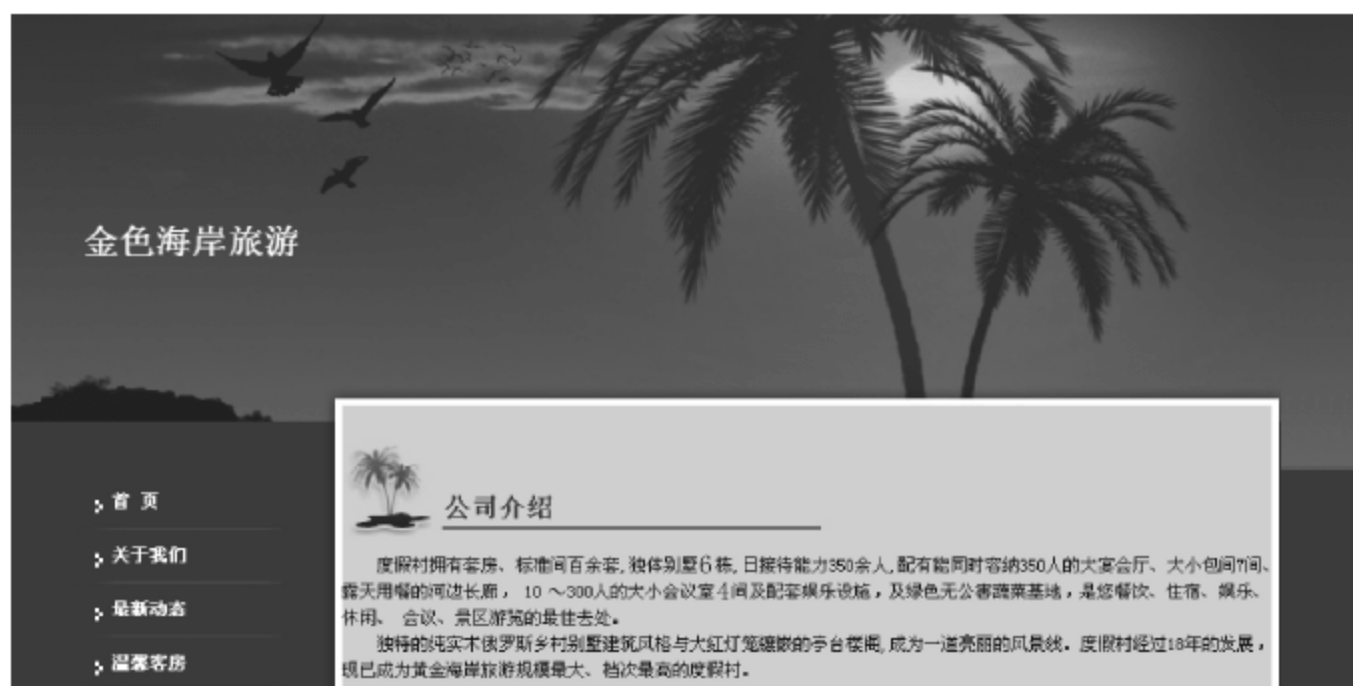 金色海岸旅游
首 页
关于我们
最新动态
温馨客房
公司介绍
度假村拥有套房、标准间百余套,独体别墅6栋,日接待能力350余人,配有能同时容纳350人的大宴会厅、大小包间7间、
露天用餐的河边长廊， 10 ～300人的大小会议室4间及配套娱乐设施，及绿色无公害蔬菜基地，是您餐饮、住宿、娱乐、
休闲、 会议、景区游览的最佳去处。
独特的纯实木俄罗斯乡村别墅建筑风格与大红灯笼镶嵌的亭台楼阁,成为一道亮丽的风景线。度假村经过18年的发展，
现已成为黄金海岸旅游规模最大、档次最高的度假村。